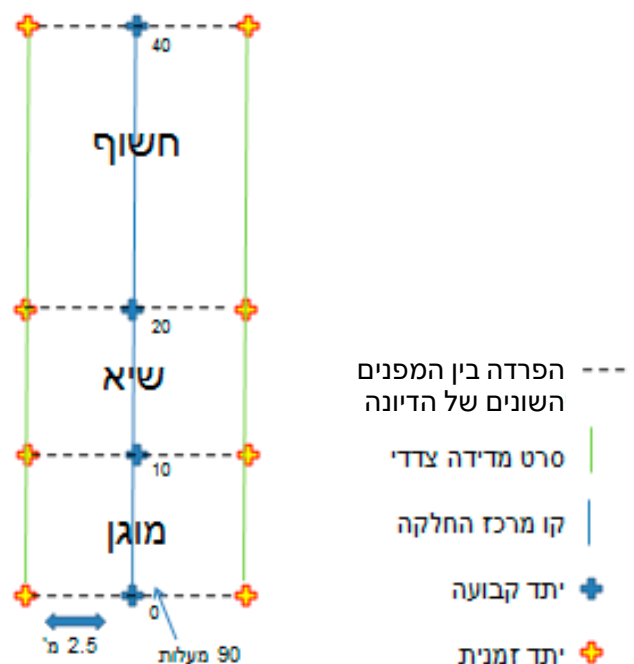 40
חשוף
20
שיא
10
מוגן
0
2.5 מ'
90 מעלות
הפרדה בין המפנים
השונים של הדיונה
סרט מדידה צדדי
קו מרכז החלקה
יתד קבועה
יתד זמנית